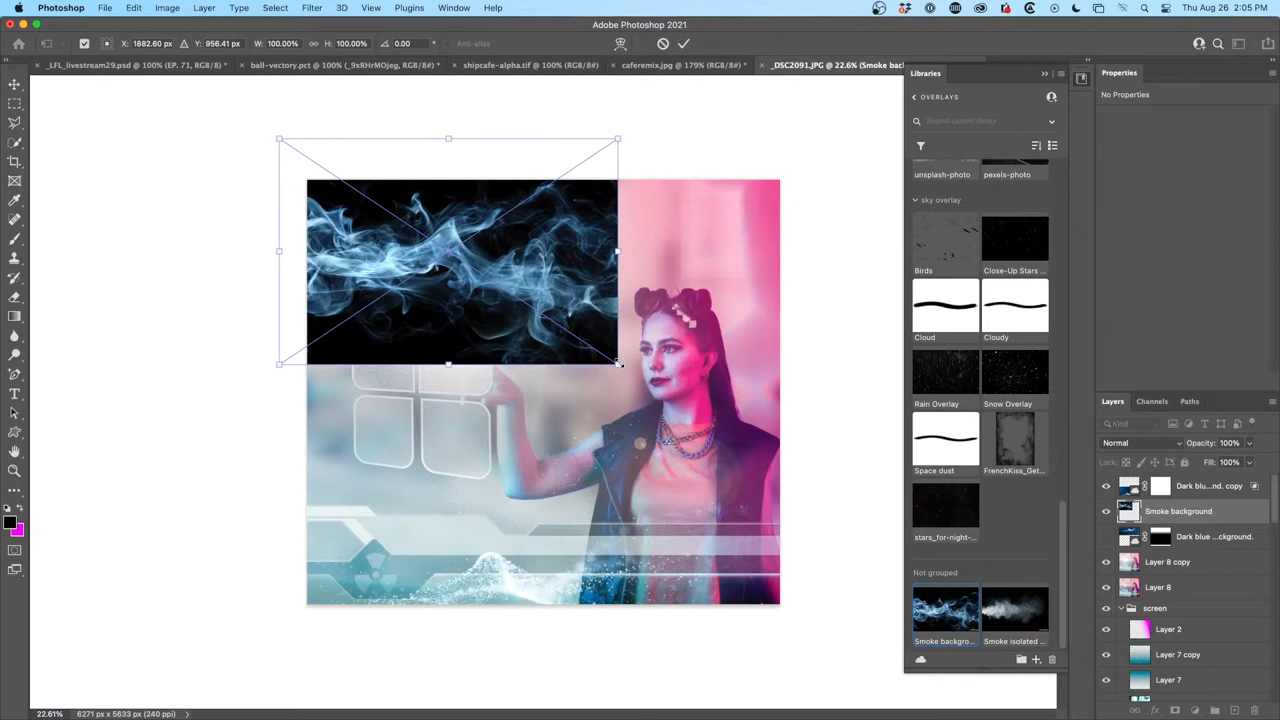 Photoshop File Edit Image Layer Type Select Filter 3D View Plugins Window Help Thu Aug 26 2:05 PM
Adobe Photoshop 2021
X: 1882.60 px Y: 956.41 px W: 100.00% H: 100.00% 0.00 ° Anti-alias
_LFL_livestream29.psd @ 100% (EP. 71, RGB/8) * ball-vectory.pct @ 100% (_9xRHrMOjeg, RGB/8#) * shipcafe-alpha.tif @ 100% (RGB/8#) caferemix.jpg @ 179% (RGB/8#) * _DSC2091.JPG @ 22.6% (Smoke bac
Libraries
OVERLAYS
Search current library
unsplash-photo pexels-photo
sky overlay
Birds Close-Up Stars ...
Cloud Cloudy
Rain Overlay Snow Overlay
Space dust FrenchKiss_Get...
stars_for-night-...
Not grouped
Smoke backgro... Smoke isolated ...
Properties
No Properties
Layers Channels Paths
Kind
Normal Opacity: 100%
Lock: Fill: 100%
Dark blu...nd. copy
Smoke background
Dark blue ...ckground.
Layer 8 copy
Layer 8
screen
Layer 2
Layer 7 copy
Layer 7
22.61% 6271 px x 5633 px (240 ppi)